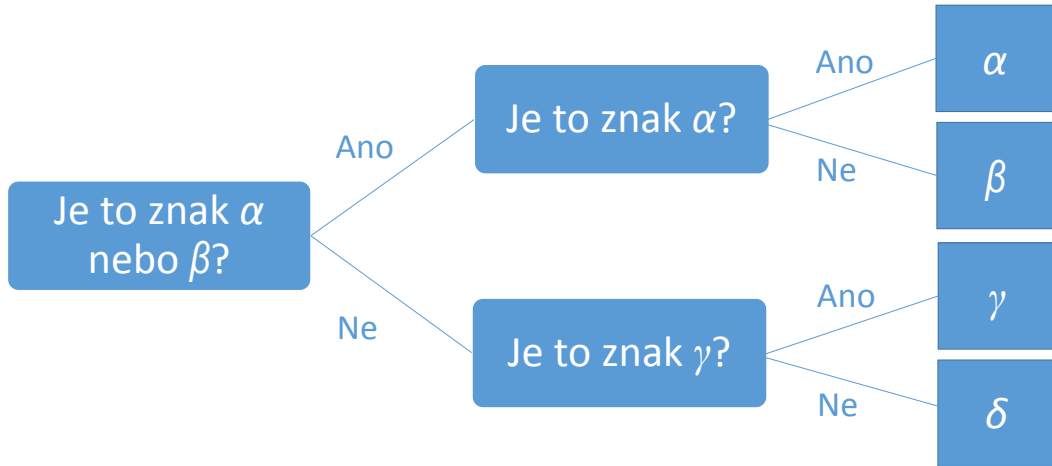 Je to znak α
nebo β?
Ano
Ne
Je to znak α?
Ano
Ne
α
β
Je to znak γ?
Ano
Ne
γ
δ